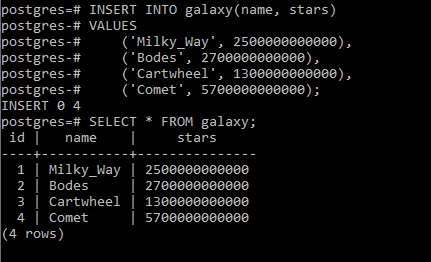 postgres=# INSERT INTO galaxy(name, stars)
postgres-# VALUES
postgres-#     ('Milky_Way', 2500000000000),
postgres-#     ('Bodes', 2700000000000),
postgres-#     ('Cartwheel', 1300000000000),
postgres-#     ('Comet', 5700000000000);
INSERT 0 4
postgres=# SELECT * FROM galaxy;
 id |   name    |     stars
----+-----------+---------------
  1 | Milky_Way | 2500000000000
  2 | Bodes     | 2700000000000
  3 | Cartwheel | 1300000000000
  4 | Comet     | 5700000000000
(4 rows)